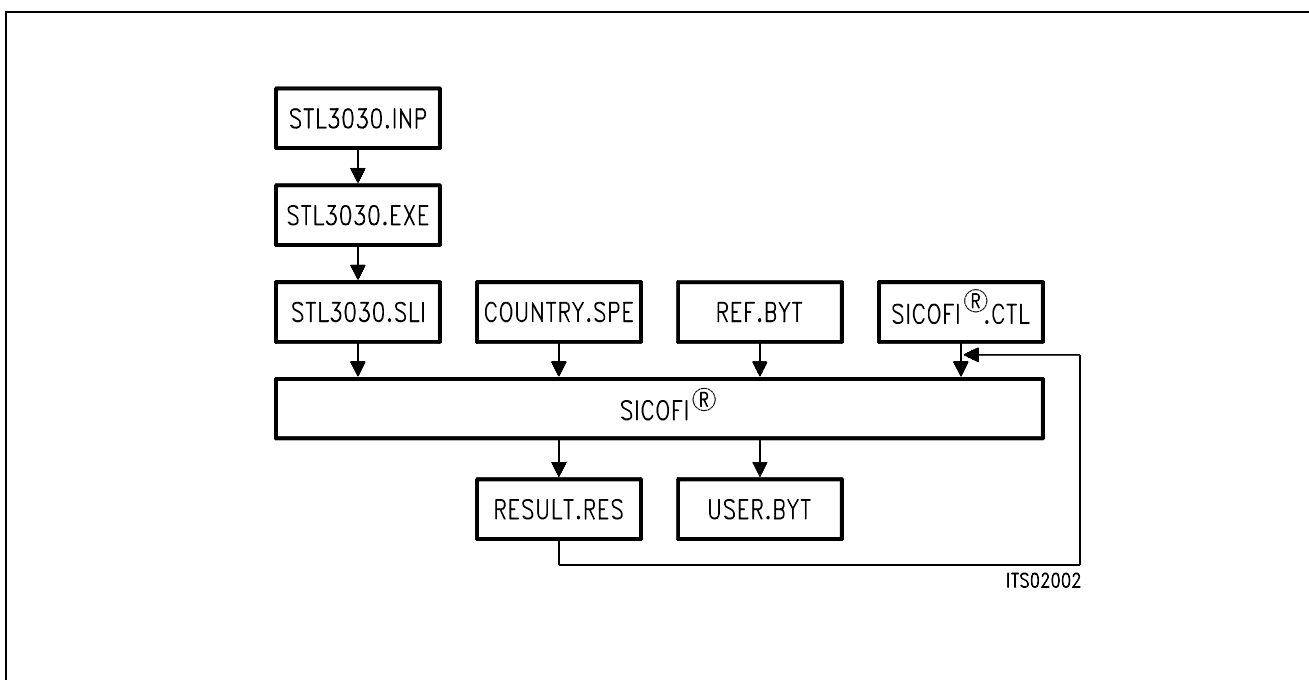 STL3030.INP
STL3030.EXE
STL3030.SLI
COUNTRY.SPE
REF.BYT
SICOFI®.CTL
SICOFI®
RESULT.RES
USER.BYT
ITS02002